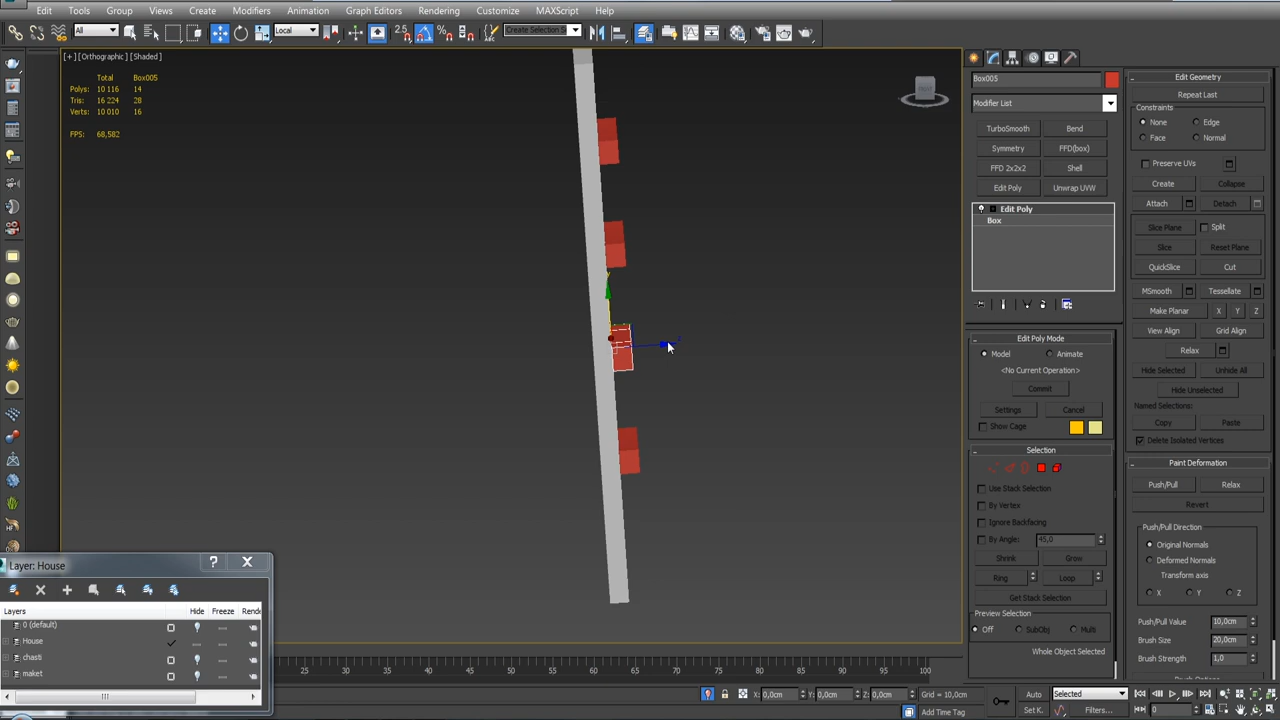 Edit Tools Group Views Create Modifiers Animation Graph Editors Rendering Customize MAXScript Help
All
Local
2.5
Create Selection Se
[+] [Orthographic] [Shaded]
Total Box005
Polys: 10 116 14
Tris: 16 224 28
Verts: 10 010 16
FPS: 68,582
Box005
Modifier List
TurboSmooth Bend
Symmetry FFD(box)
FFD 2x2x2 Shell
Edit Poly Unwrap UVW
Edit Poly
Box
Edit Poly Mode
Model Animate
<No Current Operation>
Commit
Settings Cancel
Show Cage
Selection
Use Stack Selection
By Vertex
Ignore Backfacing
By Angle: 45,0
Shrink Grow
Ring Loop
Get Stack Selection
Preview Selection
Off SubObj Multi
Whole Object Selected
Edit Geometry
Repeat Last
Constraints
None Edge
Face Normal
Preserve UVs
Create Collapse
Attach Detach
Slice Plane Split
Slice Reset Plane
QuickSlice Cut
MSmooth Tessellate
Make Planar X Y Z
View Align Grid Align
Relax
Hide Selected Unhide All
Hide Unselected
Named Selections:
Copy Paste
Delete Isolated Vertices
Paint Deformation
Push/Pull Relax
Revert
Push/Pull Direction
Original Normals
Deformed Normals
Transform axis
X Y Z
Push/Pull Value 10,0cm
Brush Size 20,0cm
Brush Strength 1,0
Layer: House
? X
Layers Hide Freeze Rende
0 (default)
House
chasti
maket
25 30 35 40 45 50 55 60 65 70 75 80 85 90 95 100
X: 0,0cm Y: 0,0cm Z: 0,0cm Grid = 10,0cm
Add Time Tag
Auto Selected
Set K. Filters...
0